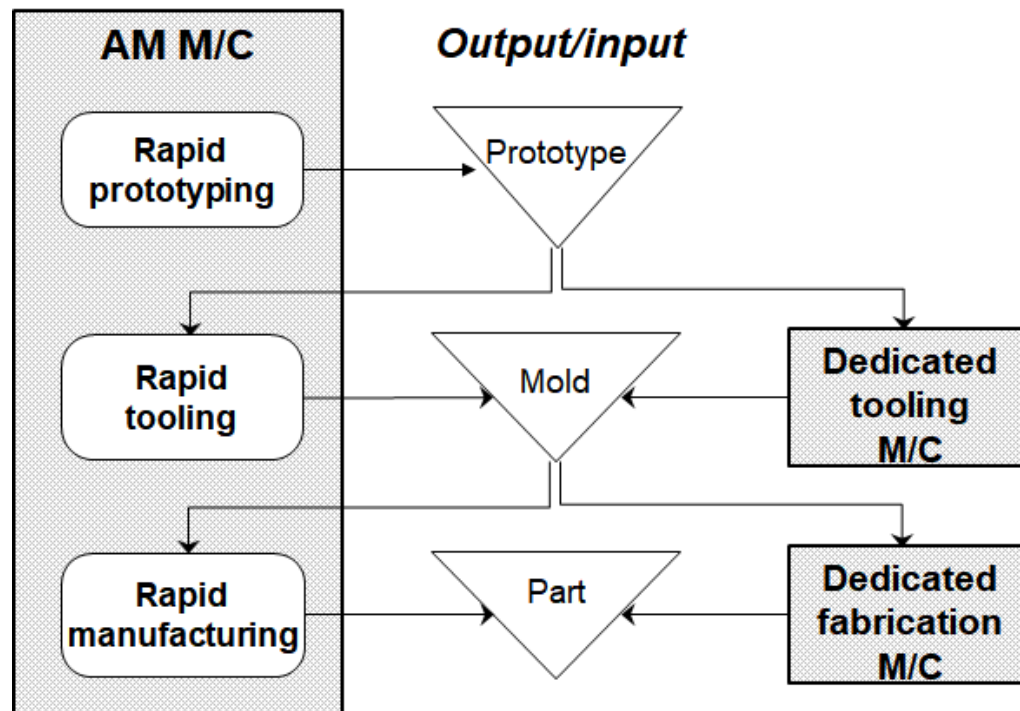 AM M/C
Output/input
Rapid
prototyping
Prototype
Rapid
tooling
Mold
Dedicated
tooling
M/C
Rapid
manufacturing
Part
Dedicated
fabrication
M/C